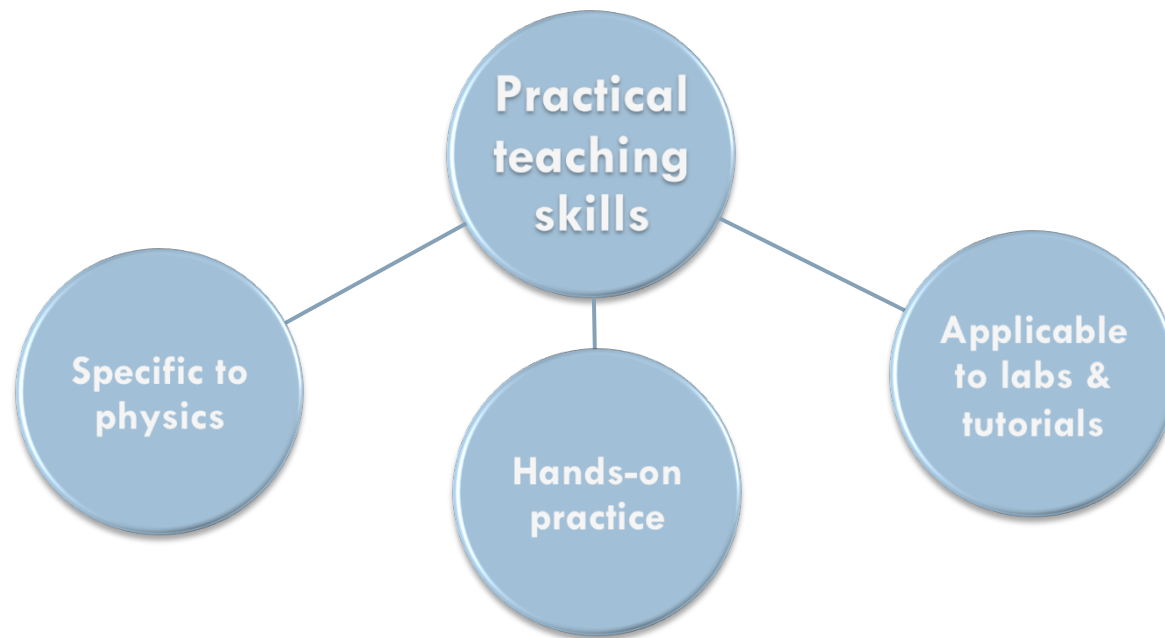 Practical
teaching
skills
Specific to
physics
Hands-on
practice
Applicable
to labs &
tutorials